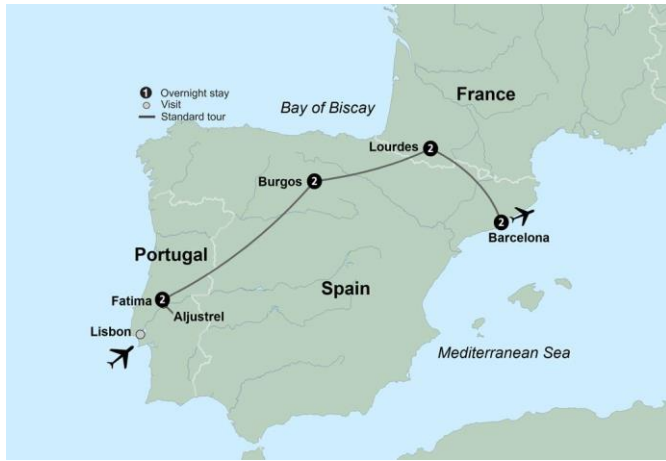 1 Overnight stay
Visit
Standard tour
Bay of Biscay
France
Lourdes 2
Burgos 2
2
Barcelona
Portugal
Spain
Fatima 2
Aljustrel
Lisbon
Mediterranean Sea